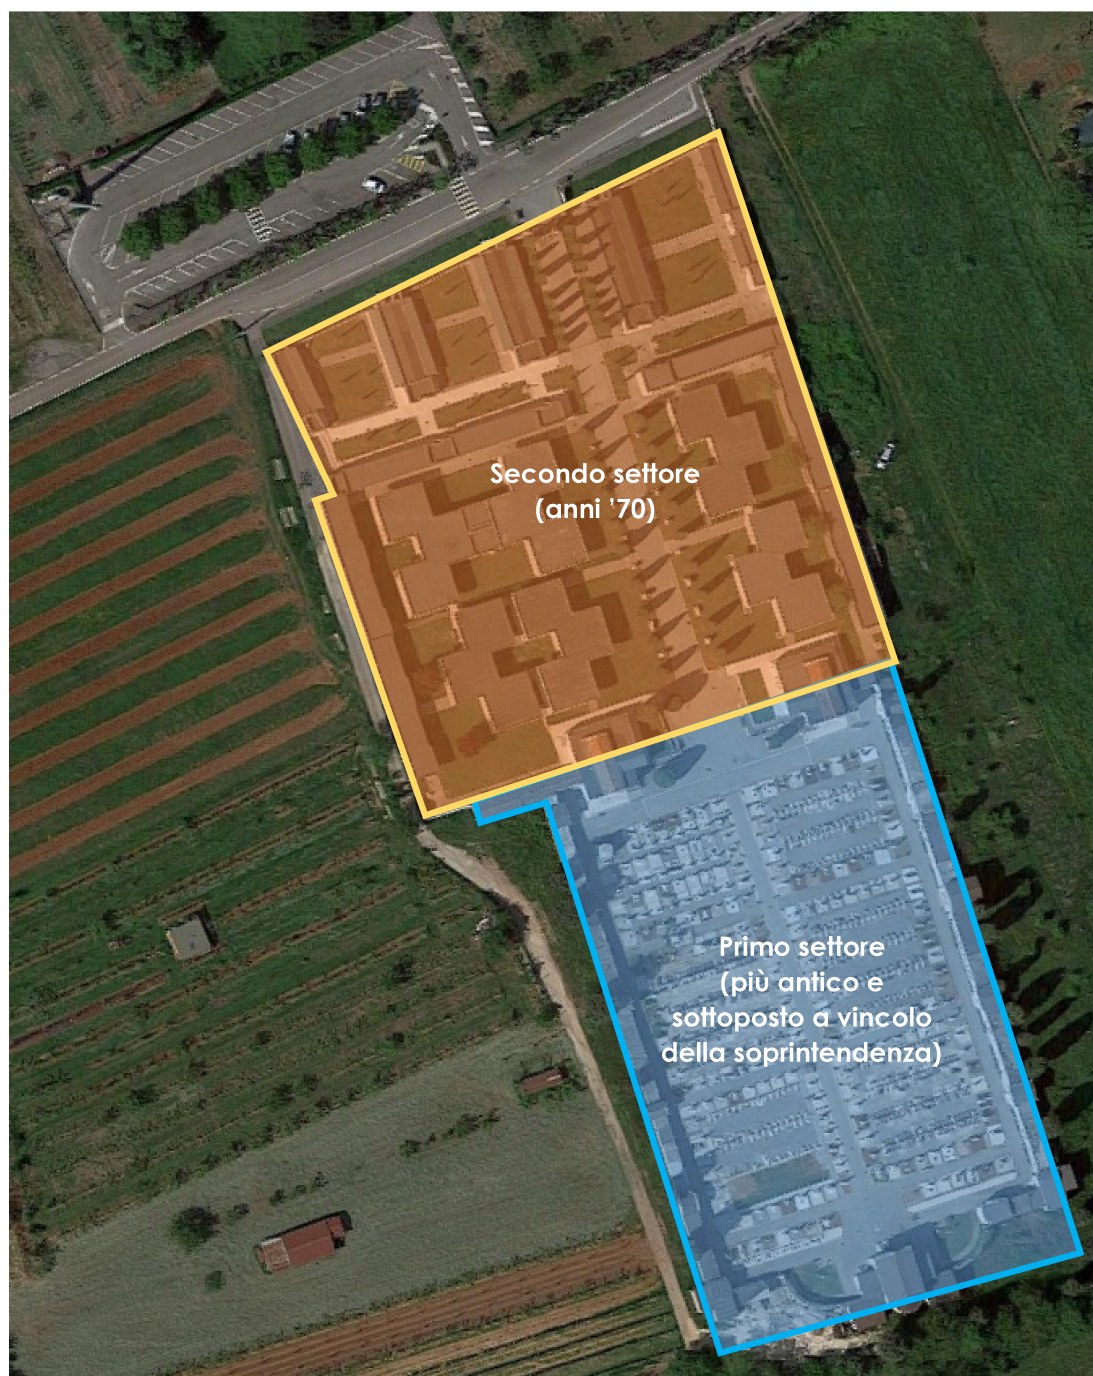 Secondo settore
(anni ’70)
Primo settore
(più antico e
sottoposto a vincolo
della soprintendenza)